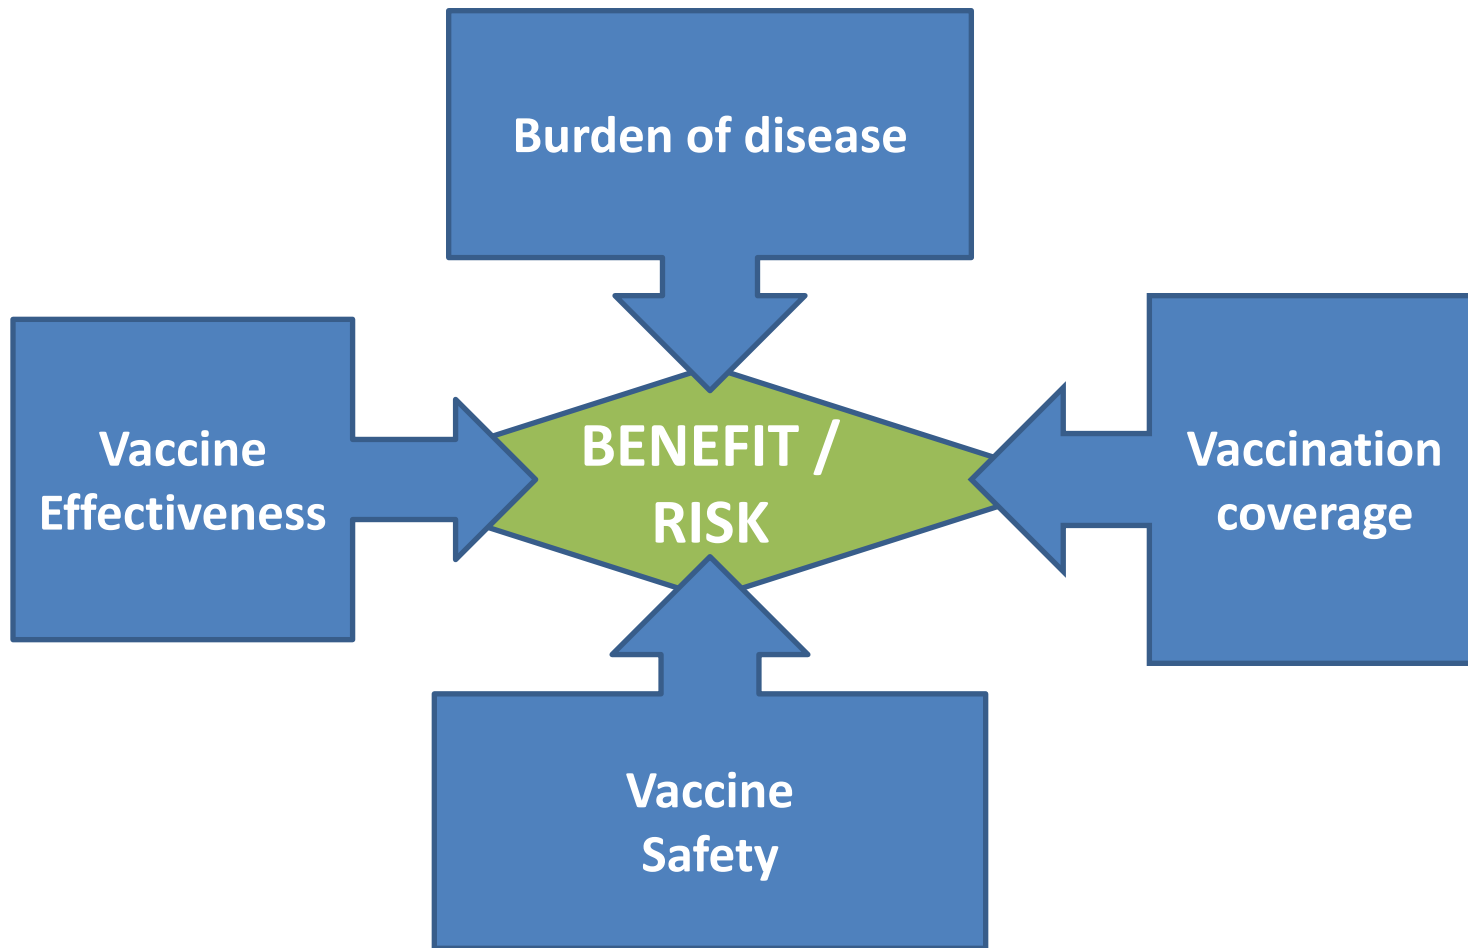 Burden of disease
Vaccine
Effectiveness
BENEFIT /
RISK
Vaccination
coverage
Vaccine
Safety